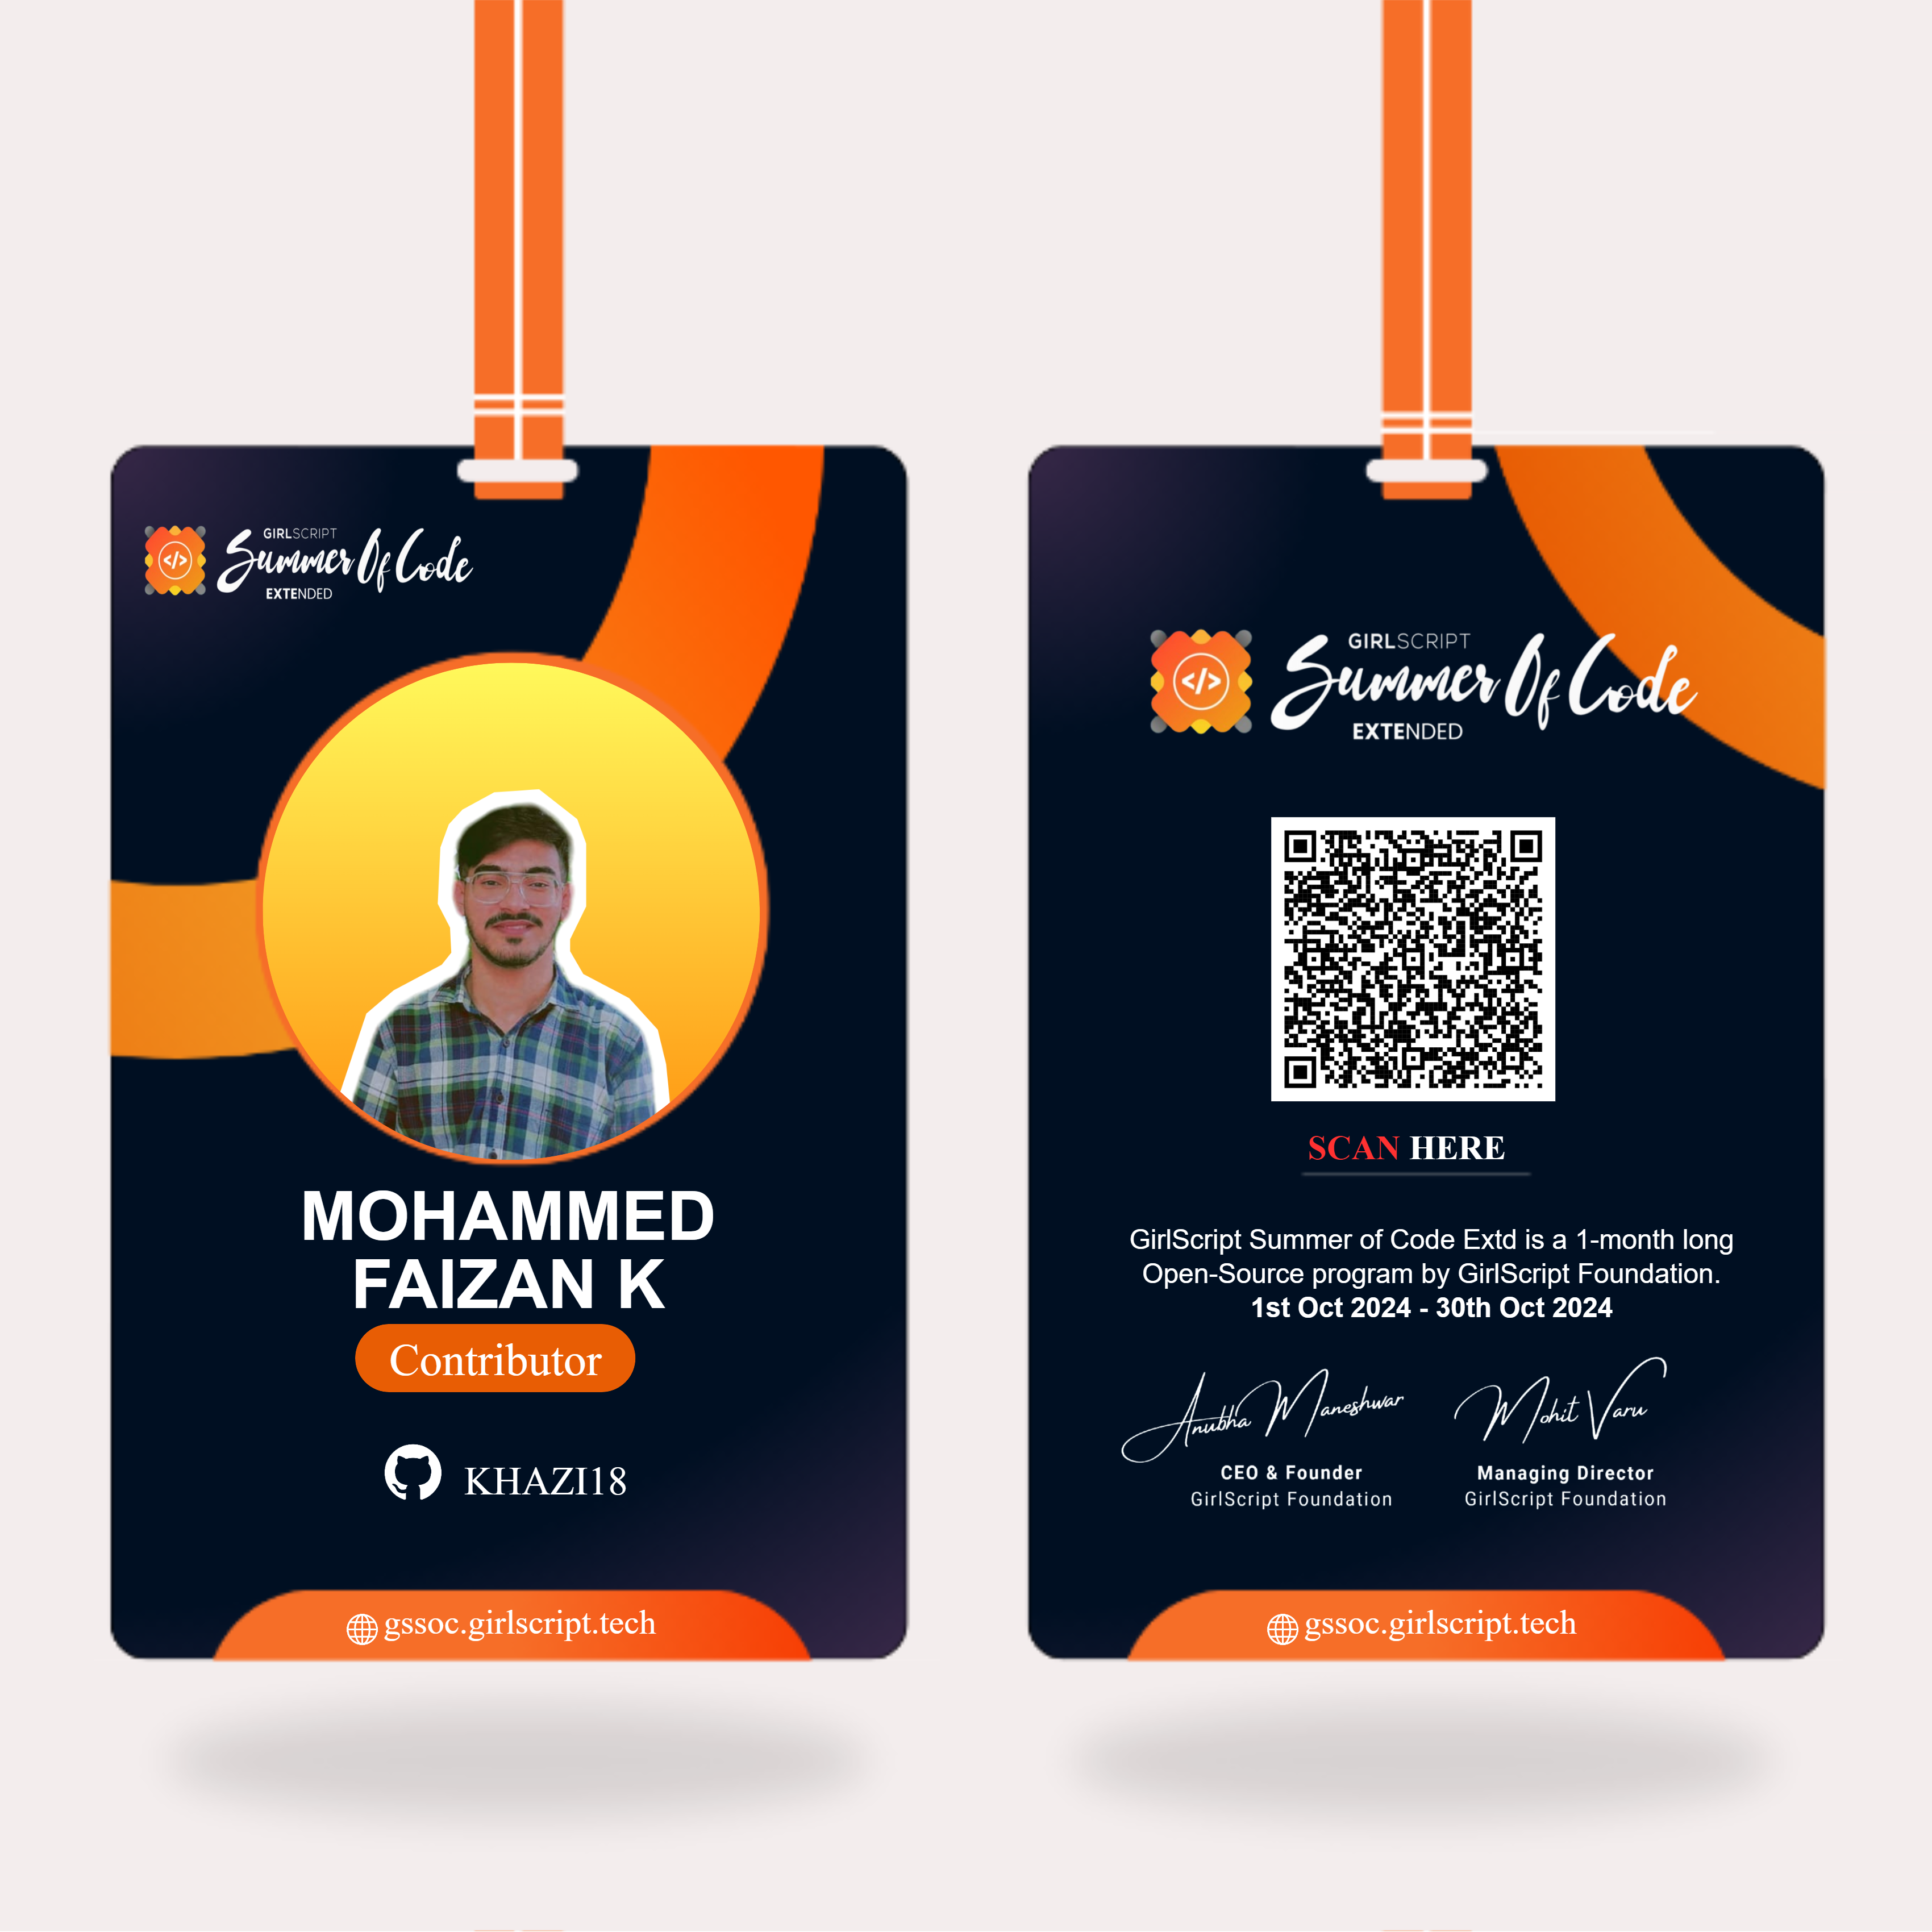 GIRLSCRIPT
Summer Of Code
EXTENDED
MOHAMMED
FAIZAN K
Contributor
KHAZI18
gssoc.girlscript.tech
GIRLSCRIPT
Summer Of Code
EXTENDED
SCAN HERE
GirlScript Summer of Code Extd is a 1-month long
Open-Source program by GirlScript Foundation.
1st Oct 2024 - 30th Oct 2024
Anubha Maneshwar
CEO & Founder
GirlScript Foundation
Mohit Varu
Managing Director
GirlScript Foundation
gssoc.girlscript.tech